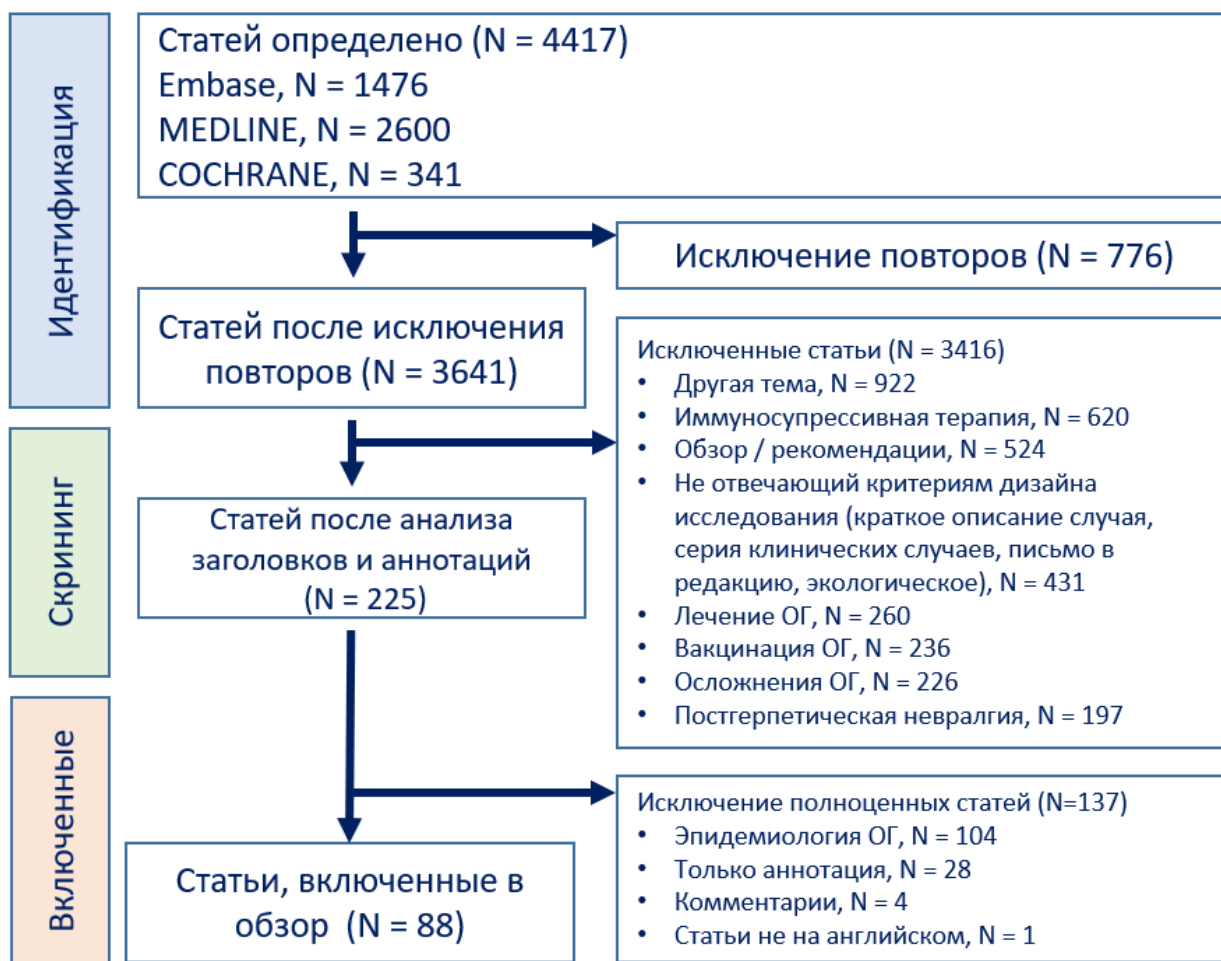 Идентификация
Статей определено (N = 4417)
Embase, N = 1476
MEDLINE, N = 2600
COCHRANE, N = 341
Исключение повторов (N = 776)
Статей после исключения
повторов (N = 3641)
Скрининг
Исключенные статьи (N = 3416)
• Другая тема, N = 922
• Иммуносупрессивная терапия, N = 620
• Обзор / рекомендации, N = 524
• Не отвечающий критериям дизайна
исследования (краткое описание случая,
серия клинических случаев, письмо в
редакцию, экологическое), N = 431
• Лечение ОГ, N = 260
• Вакцинация ОГ, N = 236
• Осложнения ОГ, N = 226
• Постгерпетическая невралгия, N = 197
Статей после анализа
заголовков и аннотаций
(N = 225)
Включенные
Исключение полноценных статей (N=137)
• Эпидемиология ОГ, N = 104
• Только аннотация, N = 28
• Комментарии, N = 4
• Статьи не на английском, N = 1
Статьи, включенные в
обзор (N = 88)